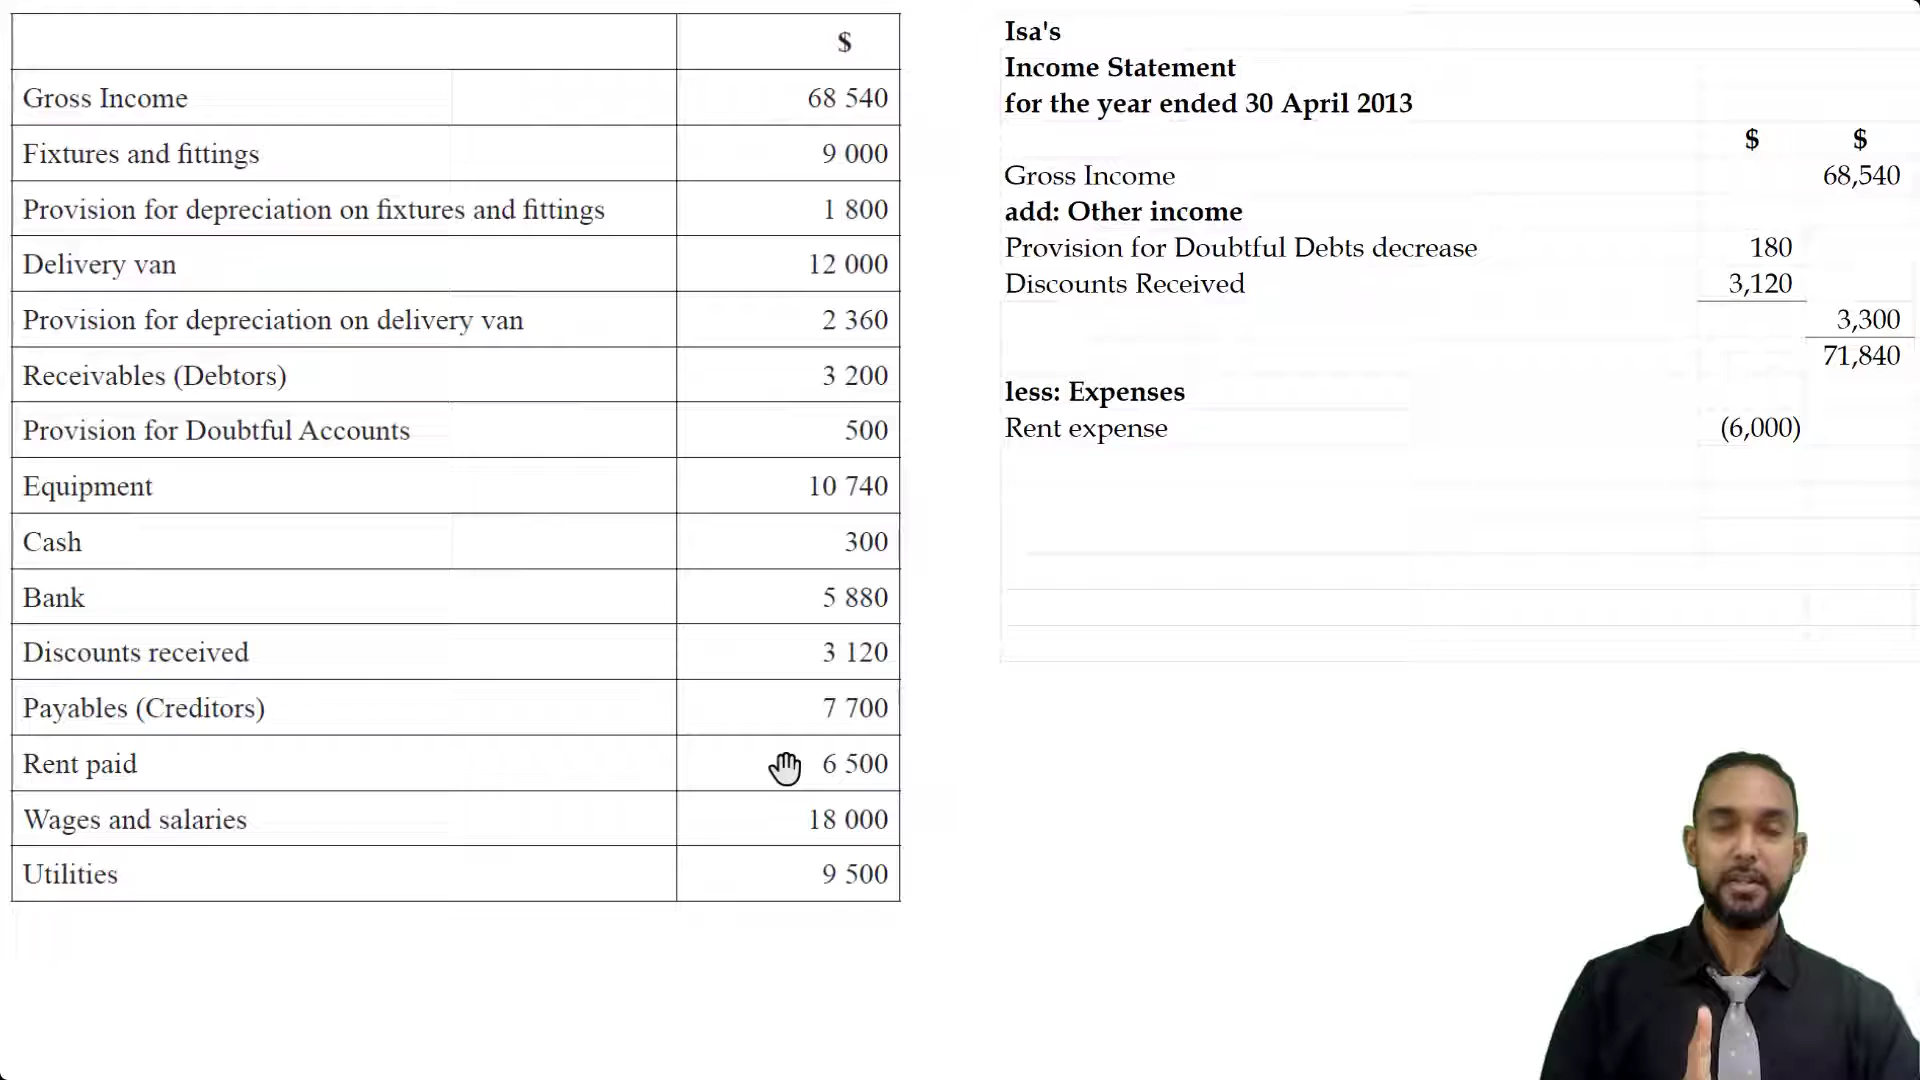 $
Gross Income 68 540
Fixtures and fittings 9 000
Provision for depreciation on fixtures and fittings 1 800
Delivery van 12 000
Provision for depreciation on delivery van 2 360
Receivables (Debtors) 3 200
Provision for Doubtful Accounts 500
Equipment 10 740
Cash 300
Bank 5 880
Discounts received 3 120
Payables (Creditors) 7 700
Rent paid 6 500
Wages and salaries 18 000
Utilities 9 500
Isa's
Income Statement
for the year ended 30 April 2013
$ $
Gross Income 68,540
add: Other income
Provision for Doubtful Debts decrease 180
Discounts Received 3,120
3,300
71,840
less: Expenses
Rent expense (6,000)